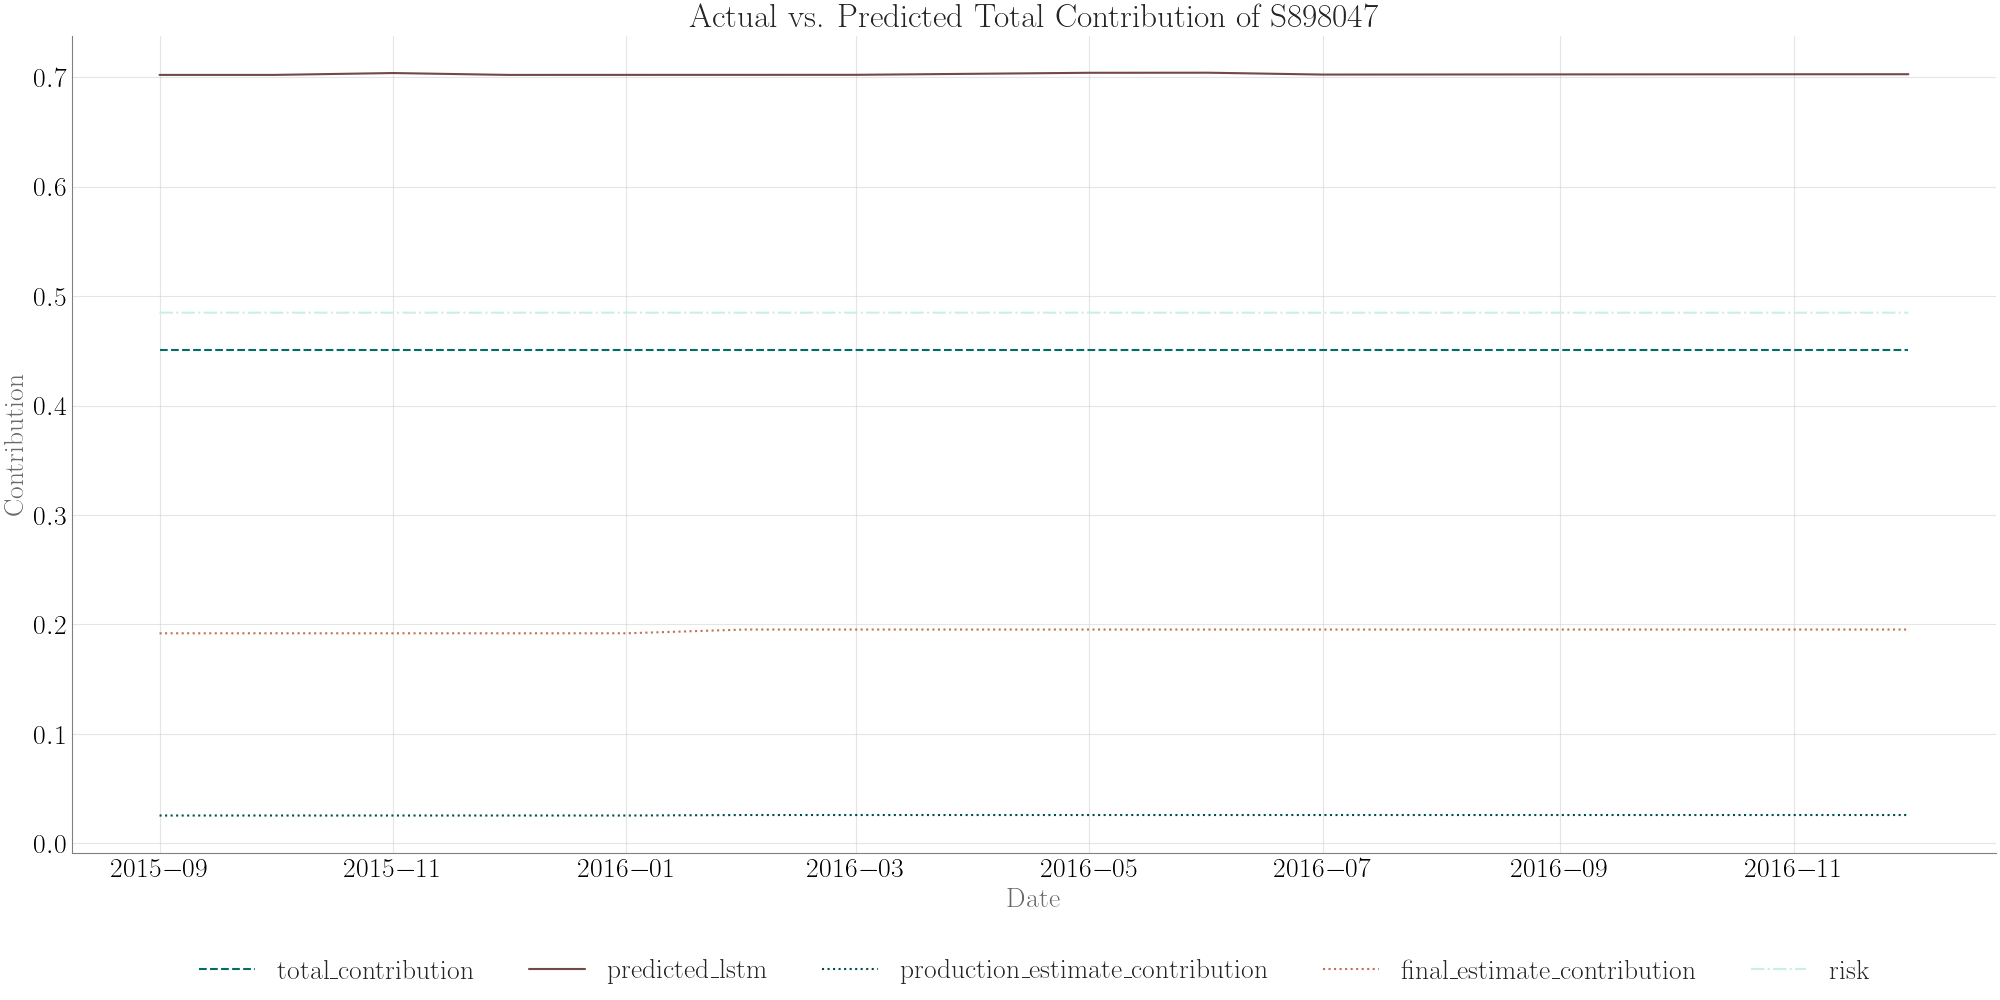 Actual vs. Predicted Total Contribution of S898047
0.7
0.6
0.5
0.4
0.3
0.2
0.1
0.0
Contribution
2015−09 2015−11 2016−01 2016−03 2016−05 2016−07 2016−09 2016−11
Date
total_contribution predicted_lstm production_estimate_contribution final_estimate_contribution risk